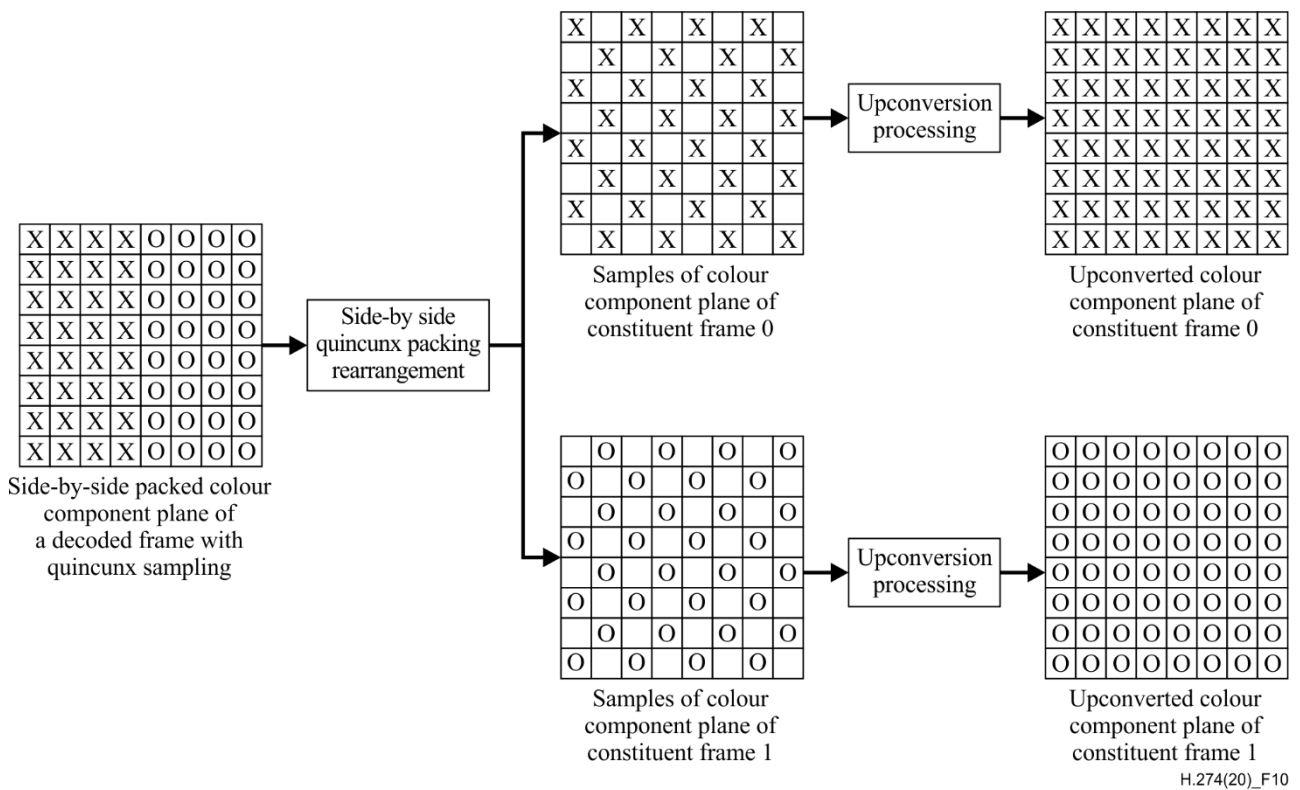 X X X X O O O O
X X X X O O O O
X X X X O O O O
X X X X O O O O
X X X X O O O O
X X X X O O O O
X X X X O O O O
X X X X O O O O
Side-by-side packed colour
component plane of
a decoded frame with
quincunx sampling
Side-by side
quincunx packing
rearrangement
X X X X
X X X X
X X X X
X X X X
X X X X
X X X X
X X X X
X X X X
Samples of colour
component plane of
constituent frame 0
Upconversion
processing
X X X X X X X X
X X X X X X X X
X X X X X X X X
X X X X X X X X
X X X X X X X X
X X X X X X X X
X X X X X X X X
X X X X X X X X
Upconverted colour
component plane of
constituent frame 0
O O O O
O O O O
O O O O
O O O O
O O O O
O O O O
O O O O
O O O O
Samples of colour
component plane of
constituent frame 1
Upconversion
processing
O O O O O O O O
O O O O O O O O
O O O O O O O O
O O O O O O O O
O O O O O O O O
O O O O O O O O
O O O O O O O O
O O O O O O O O
Upconverted colour
component plane of
constituent frame 1
H.274(20)_F10